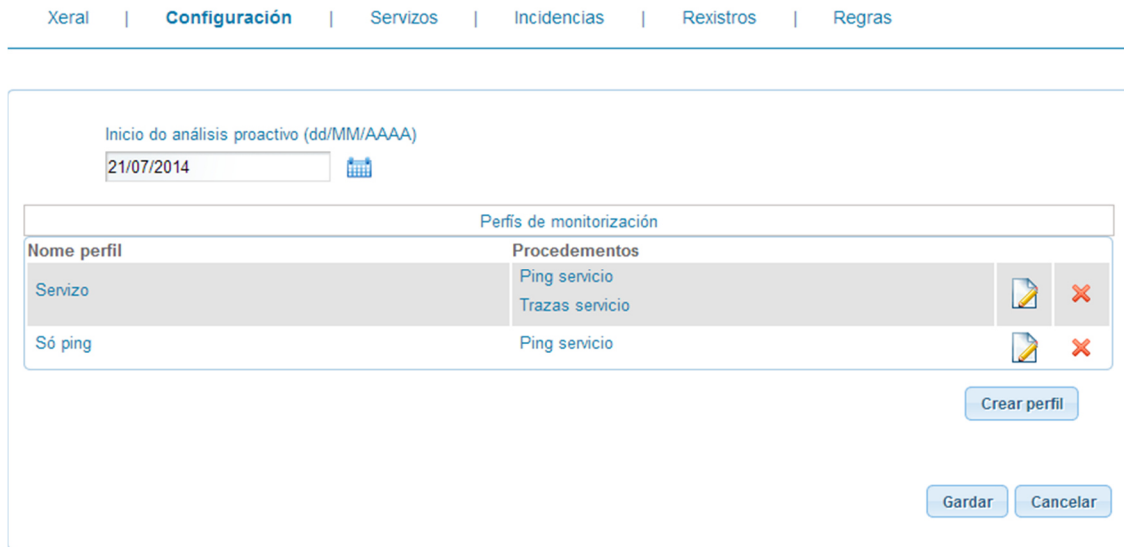 Xeral | Configuración | Servizos | Incidencias | Rexistros | Regras
Inicio do análisis proactivo (dd/MM/AAAA)
21/07/2014
Perfís de monitorización
Nome perfil Procedementos
Servizo Ping servicio
Trazas servicio
Só ping Ping servicio
Crear perfil
Gardar Cancelar